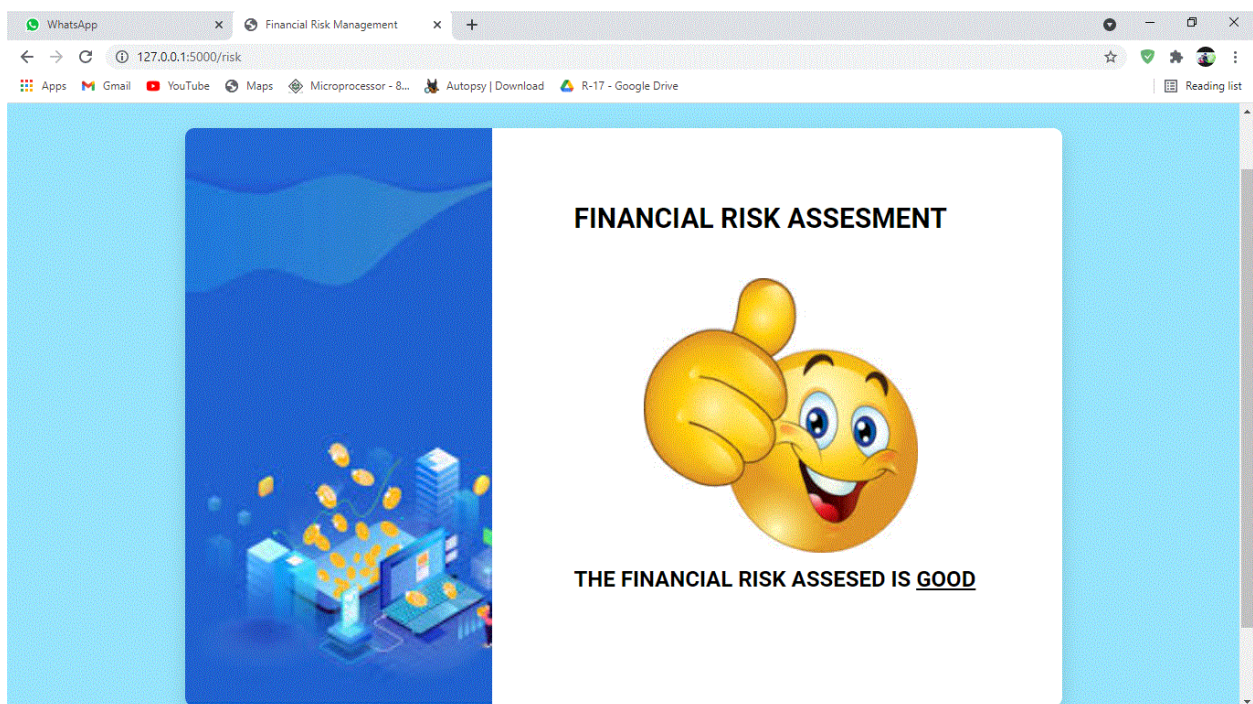 WhatsApp
Financial Risk Management
127.0.0.1:5000/risk
Apps Gmail YouTube Maps Microprocessor - 8... Autopsy | Download R-17 - Google Drive Reading list
FINANCIAL RISK ASSESMENT
THE FINANCIAL RISK ASSESED IS GOOD